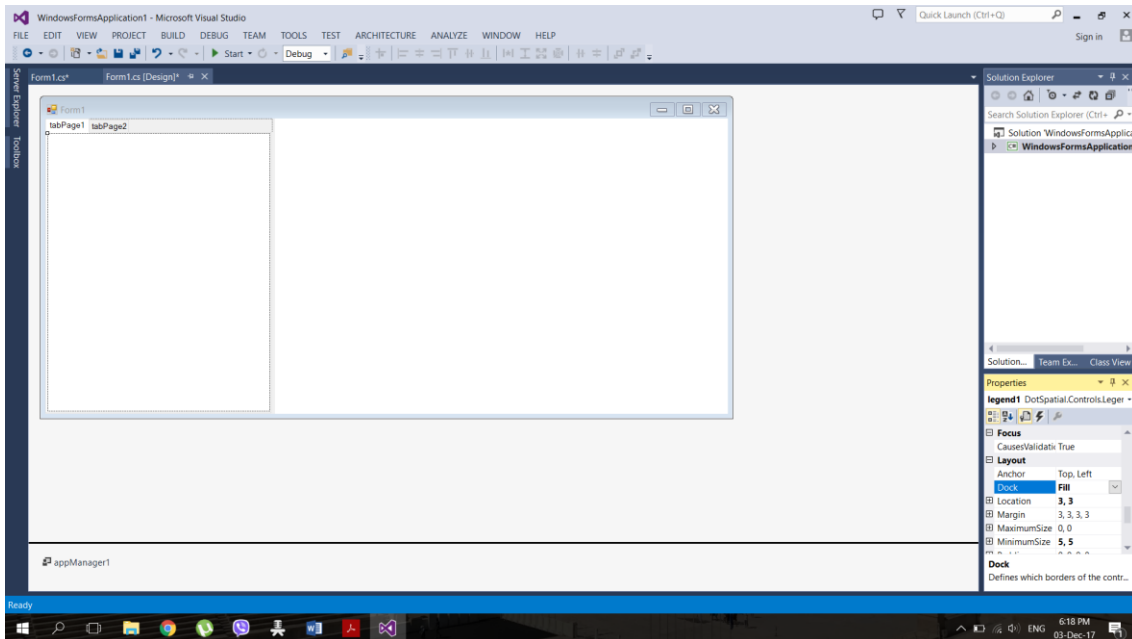 WindowsFormsApplication1 - Microsoft Visual Studio
Quick Launch (Ctrl+Q)
FILE EDIT VIEW PROJECT BUILD DEBUG TEAM TOOLS TEST ARCHITECTURE ANALYZE WINDOW HELP
Sign in
Start
Debug
Server Explorer
Toolbox
Form1.cs*
Form1.cs [Design]*
Form1
tabPage1 tabPage2
appManager1
Solution Explorer
Search Solution Explorer (Ctrl+
Solution 'WindowsFormsApplica
WindowsFormsApplication
Solution... Team Ex... Class View
Properties
legend1 DotSpatial.Controls.Leger
Focus
CausesValidatic True
Layout
Anchor Top, Left
Dock Fill
Location 3, 3
Margin 3, 3, 3, 3
MaximumSize 0, 0
MinimumSize 5, 5
Dock
Defines which borders of the contr...
Ready
ENG
6:18 PM
03-Dec-17